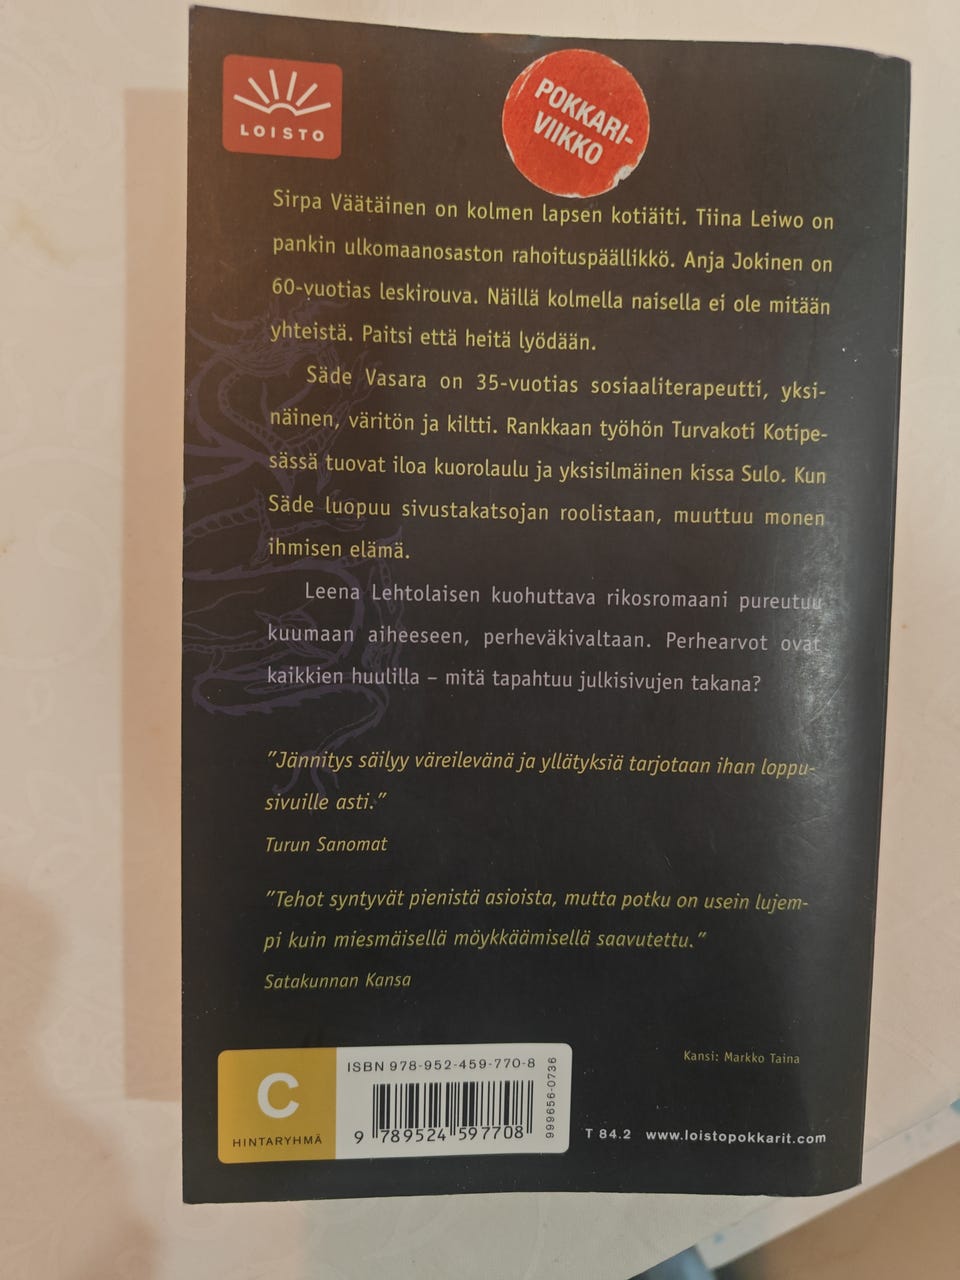 LOISTO
POKKARI-
VIIKKO
Sirpa Väätäinen on kolmen lapsen kotiäiti. Tiina Leiwo on
pankin ulkomaanosaston rahoituspäällikkö. Anja Jokinen on
60-vuotias leskirouva. Näillä kolmella naisella ei ole mitään
yhteistä. Paitsi että heitä lyödään.
Säde Vasara on 35-vuotias sosiaaliterapeutti, yksi-
näinen, väritön ja kiltti. Rankkaan työhön Turvakoti Kotipe-
sässä tuovat iloa kuorolaulu ja yksisilmäinen kissa Sulo. Kun
Säde luopuu sivustakatsojan roolistaan, muuttuu monen
ihmisen elämä.
Leena Lehtolaisen kuohuttava rikosromaani pureutuu
kuumaan aiheeseen, perheväkivaltaan. Perhearvot ovat
kaikkien huulilla – mitä tapahtuu julkisivujen takana?
"Jännitys säilyy väreilevänä ja yllätyksiä tarjotaan ihan loppu-
sivuille asti."
Turun Sanomat
"Tehot syntyvät pienistä asioista, mutta potku on usein lujem-
pi kuin miesmäisellä möykkäämisellä saavutettu."
Satakunnan Kansa
Kansi: Markko Taina
C
HINTARYHMÄ
ISBN 978-952-459-770-8
9 789524 597708
999656-0736
T 84.2 www.loistopokkarit.com